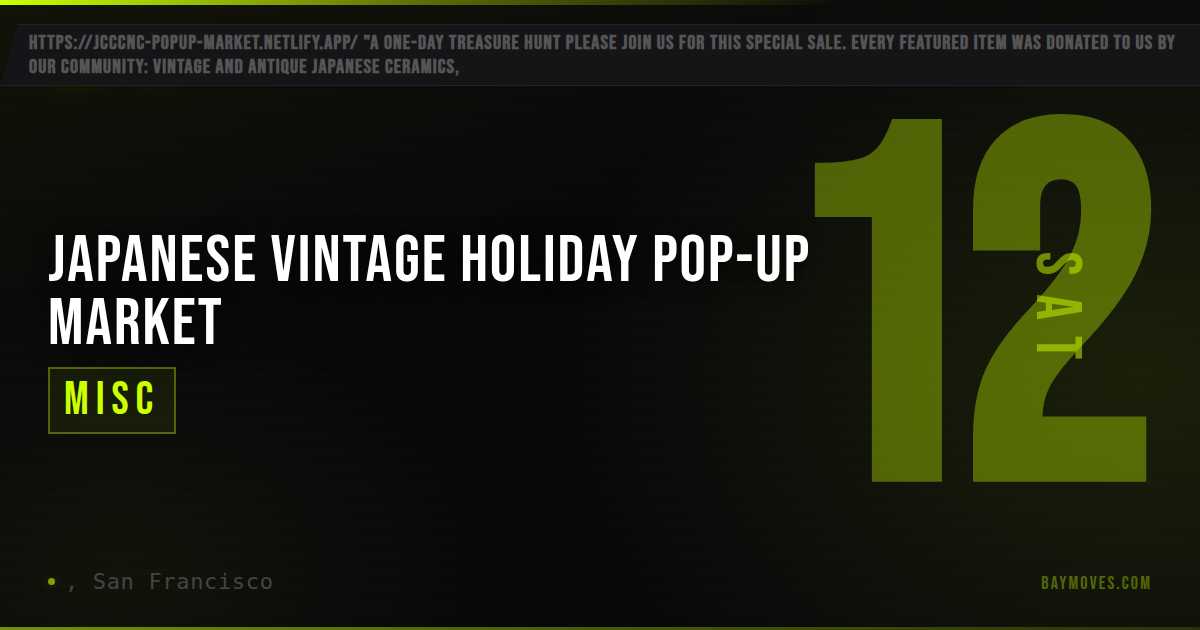 HTTPS://JCCCNC-POPUP-MARKET.NETLIFY.APP/ "A ONE-DAY TREASURE HUNT PLEASE JOIN US FOR THIS SPECIAL SALE. EVERY FEATURED ITEM WAS DONATED TO US BY
OUR COMMUNITY: VINTAGE AND ANTIQUE JAPANESE CERAMICS,
12
SAT
JAPANESE VINTAGE HOLIDAY POP-UP
MARKET
MISC
, San Francisco
BAYMOVES.COM